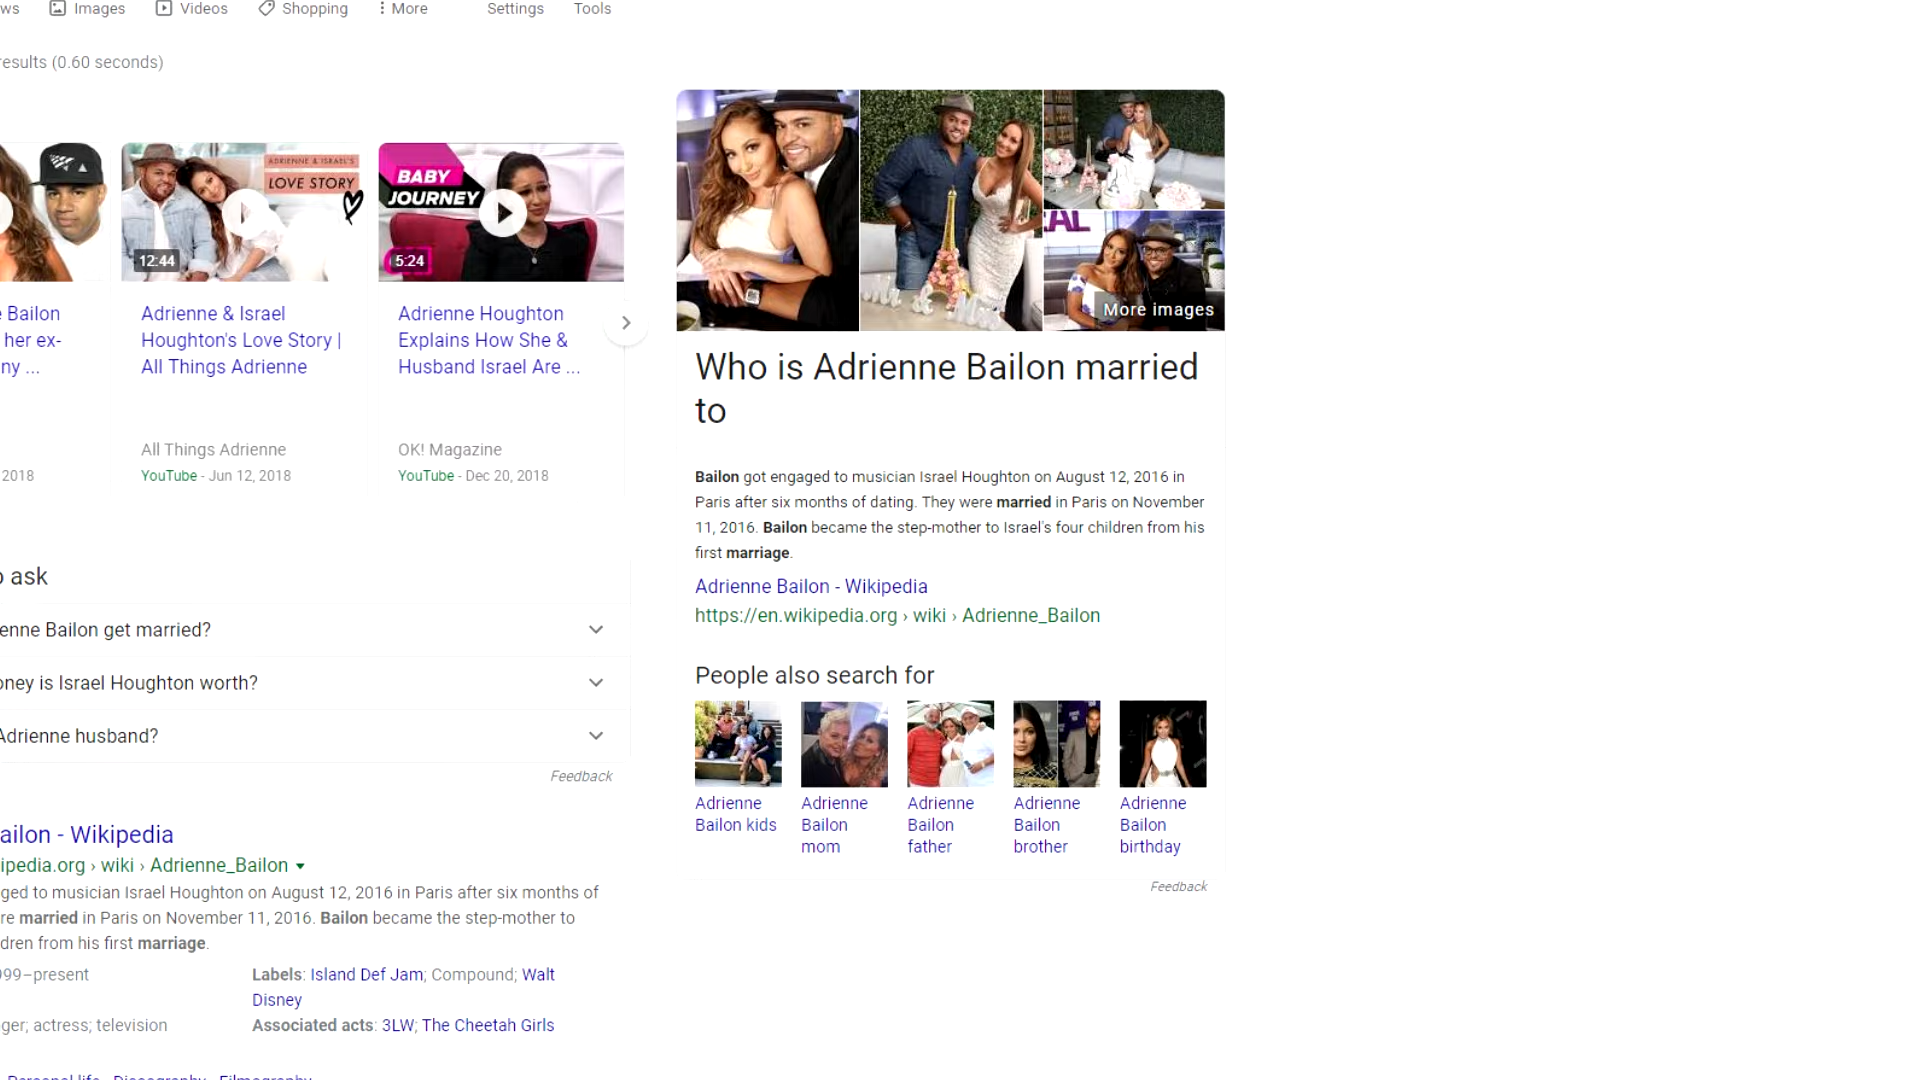 ws Images Videos Shopping More Settings Tools
results (0.60 seconds)
ADRIENNE & ISRAEL'S
LOVE STORY
12:44
BABY
JOURNEY
5:24
Bailon
her ex-
ny ...
2018
Adrienne & Israel
Houghton's Love Story |
All Things Adrienne
All Things Adrienne
YouTube - Jun 12, 2018
Adrienne Houghton
Explains How She &
Husband Israel Are ...
OK! Magazine
YouTube - Dec 20, 2018
o ask
enne Bailon get married?
oney is Israel Houghton worth?
Adrienne husband?
Feedback
ailon - Wikipedia
ipedia.org › wiki › Adrienne_Bailon
ged to musician Israel Houghton on August 12, 2016 in Paris after six months of
re married in Paris on November 11, 2016. Bailon became the step-mother to
dren from his first marriage.
999–present
ger; actress; television
Labels: Island Def Jam; Compound; Walt
Disney
Associated acts: 3LW; The Cheetah Girls
Personal life · Discography · Filmography
EAL
More images
Who is Adrienne Bailon married
to
Bailon got engaged to musician Israel Houghton on August 12, 2016 in
Paris after six months of dating. They were married in Paris on November
11, 2016. Bailon became the step-mother to Israel's four children from his
first marriage.
Adrienne Bailon - Wikipedia
https://en.wikipedia.org › wiki › Adrienne_Bailon
People also search for
Adrienne
Bailon kids
Adrienne
Bailon
mom
Adrienne
Bailon
father
Adrienne
Bailon
brother
Adrienne
Bailon
birthday
Feedback